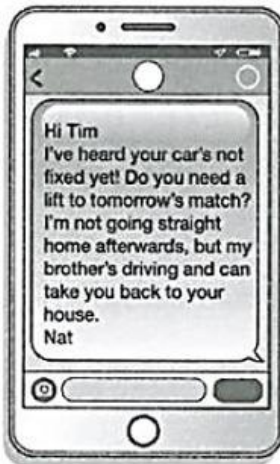 Hi Tim
I've heard your car's not
fixed yet! Do you need a
lift to tomorrow's match?
I'm not going straight
home afterwards, but my
brother's driving and can
take you back to your
house.
Nat